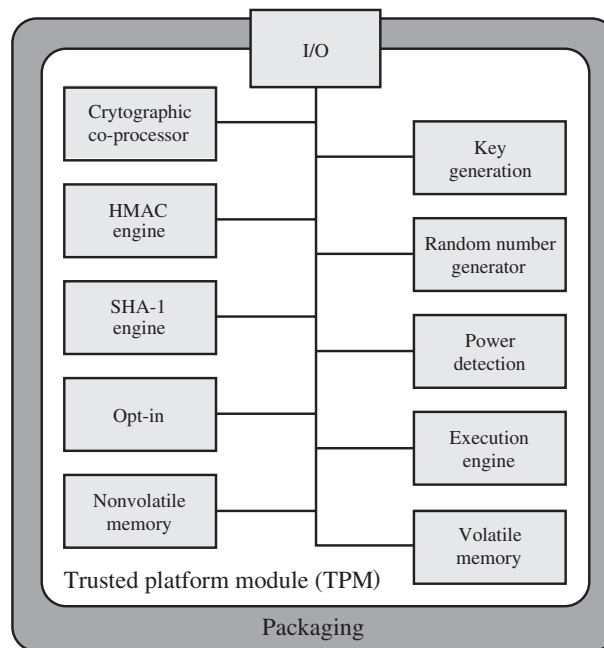 I/O
Crytographic
co-processor
HMAC
engine
SHA-1
engine
Opt-in
Nonvolatile
memory
Key
generation
Random number
generator
Power
detection
Execution
engine
Volatile
memory
Trusted platform module (TPM)
Packaging